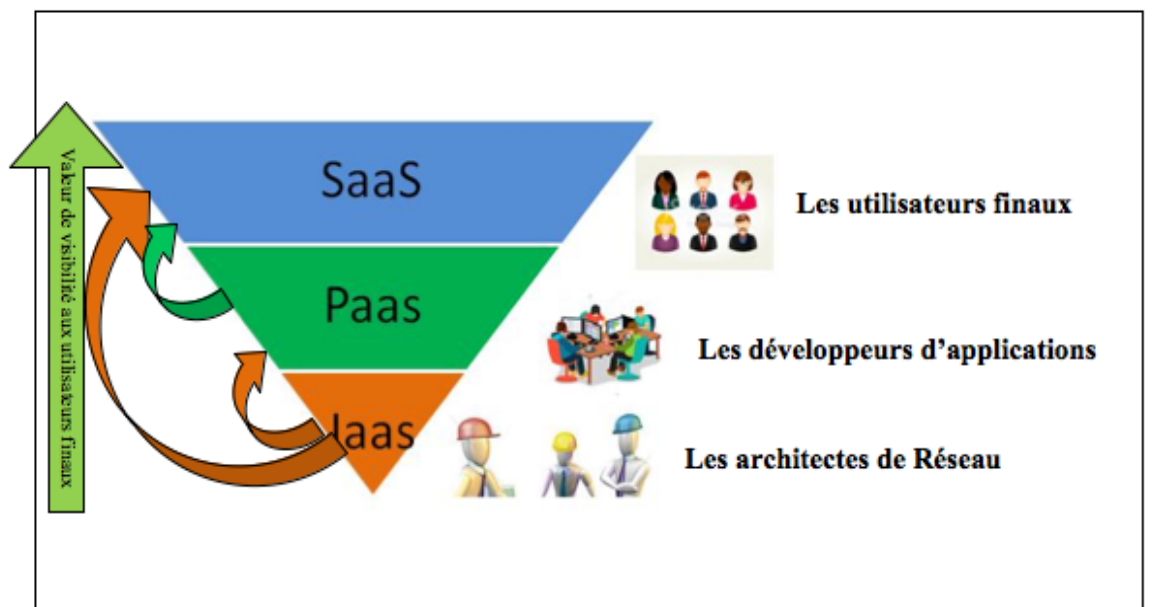 Valeur de visibilité aux utilisateurs finaux
SaaS
Les utilisateurs finaux
Paas
Les développeurs d'applications
Iaas
Les architectes de Réseau